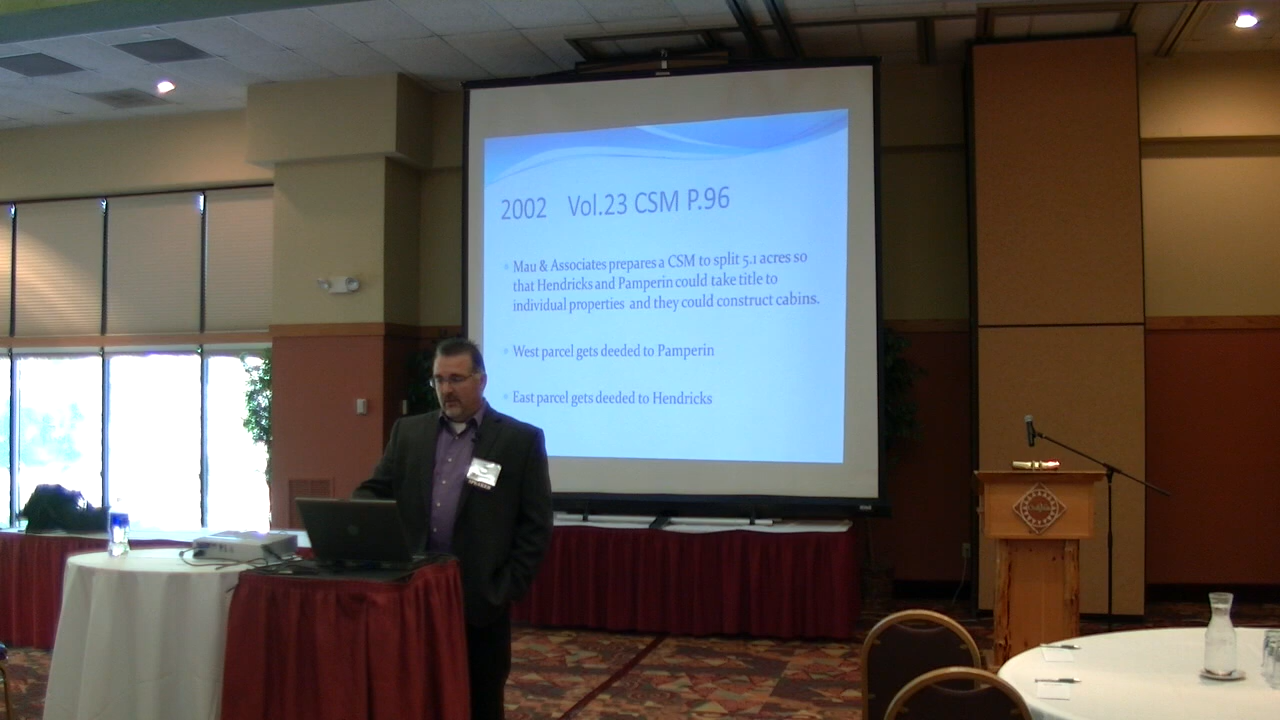 2002 Vol.23 CSM P.96
Mau & Associates prepares a CSM to split 5.1 acres so
that Hendricks and Pamperin could take title to
individual properties and they could construct cabins.
West parcel gets deeded to Pamperin
East parcel gets deeded to Hendricks